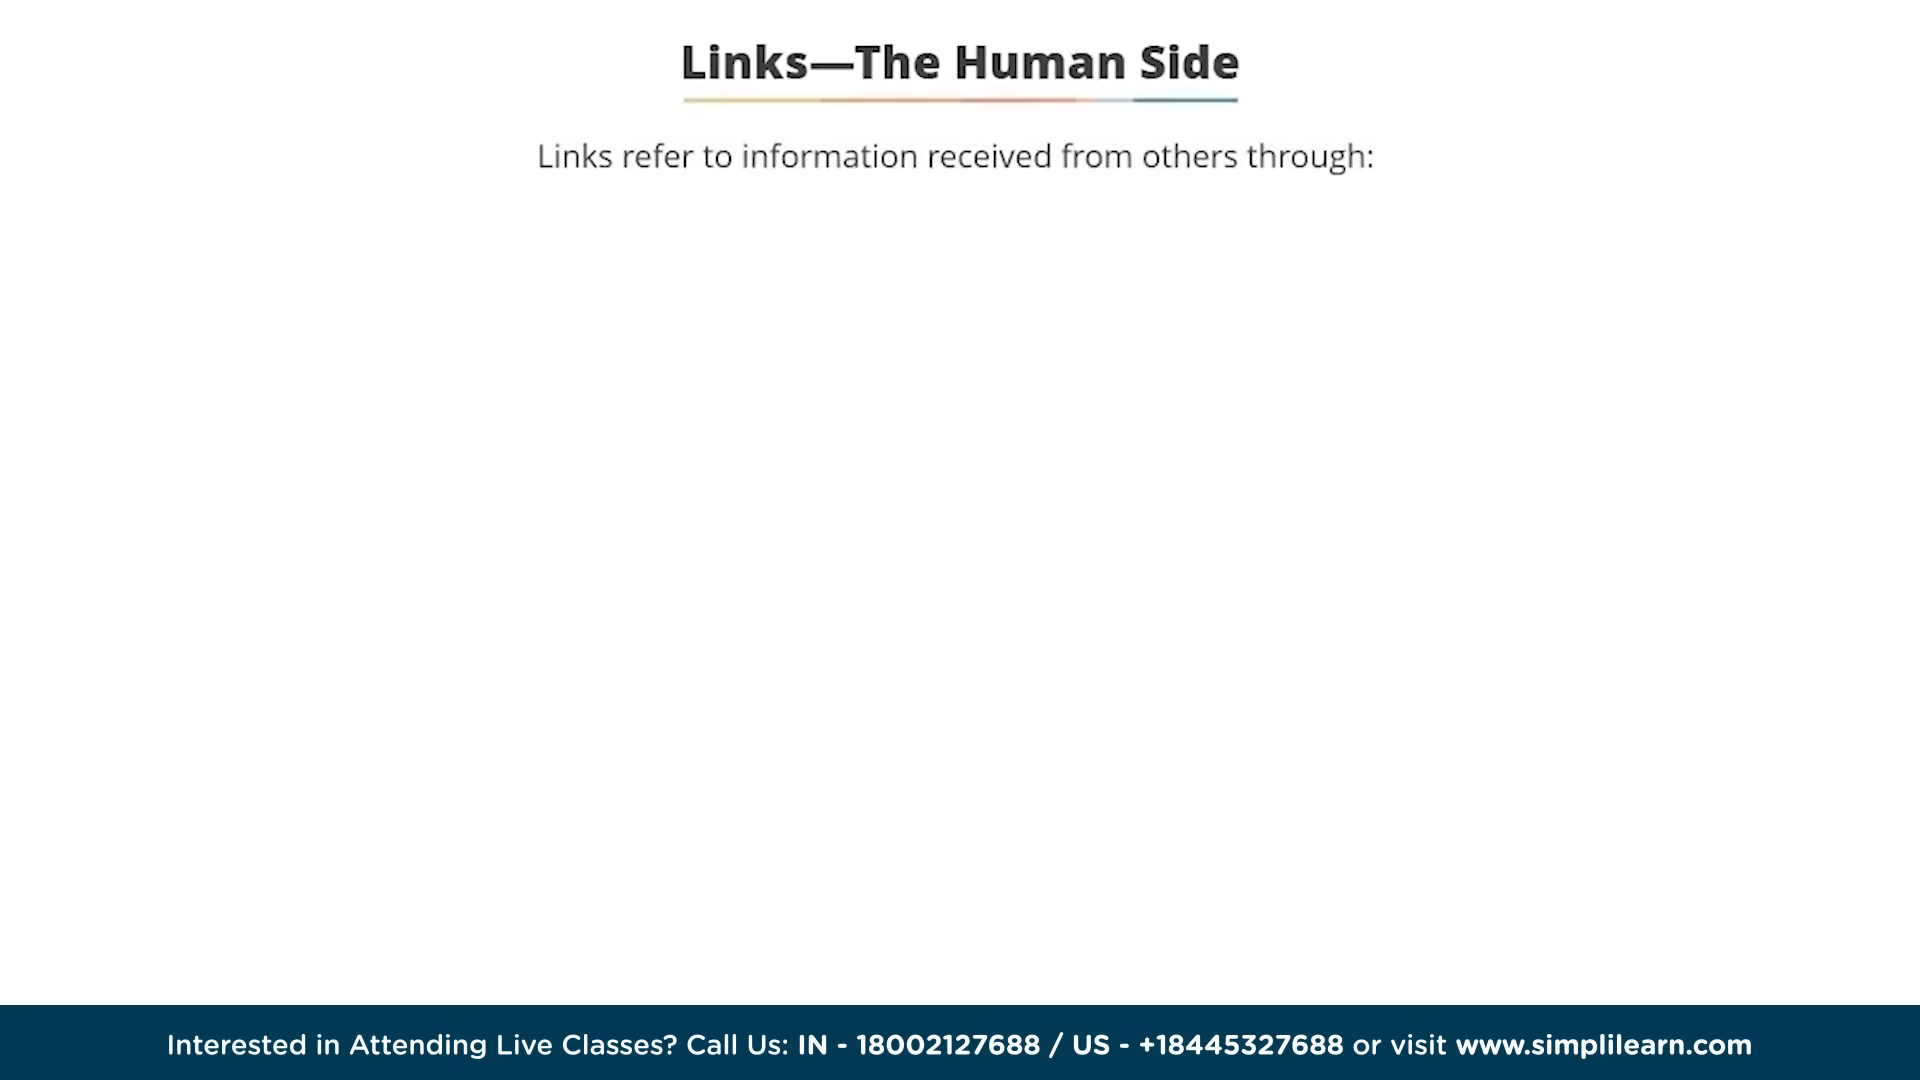 Links—The Human Side
Links refer to information received from others through:
Interested in Attending Live Classes? Call Us: IN - 18002127688 / US - +18445327688 or visit www.simplilearn.com